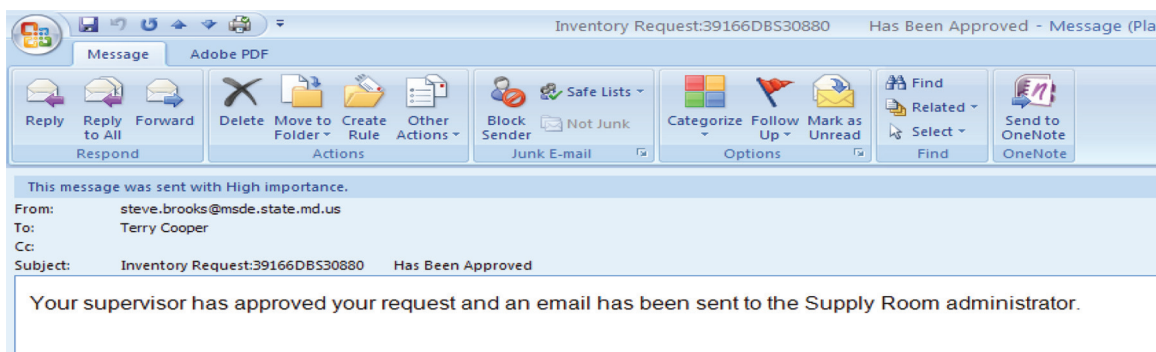 Inventory Request:39166DBS30880 Has Been Approved - Message (Pla
Message Adobe PDF
Reply Reply to All Forward Delete Move to Folder Create Rule Other Actions Block Sender Safe Lists Not Junk Categorize Follow Up Mark as Unread Find Related Select Send to OneNote
Respond Actions Junk E-mail Options Find OneNote
This message was sent with High importance.
From: steve.brooks@msde.state.md.us
To: Terry Cooper
Cc:
Subject: Inventory Request:39166DBS30880 Has Been Approved
Your supervisor has approved your request and an email has been sent to the Supply Room administrator.